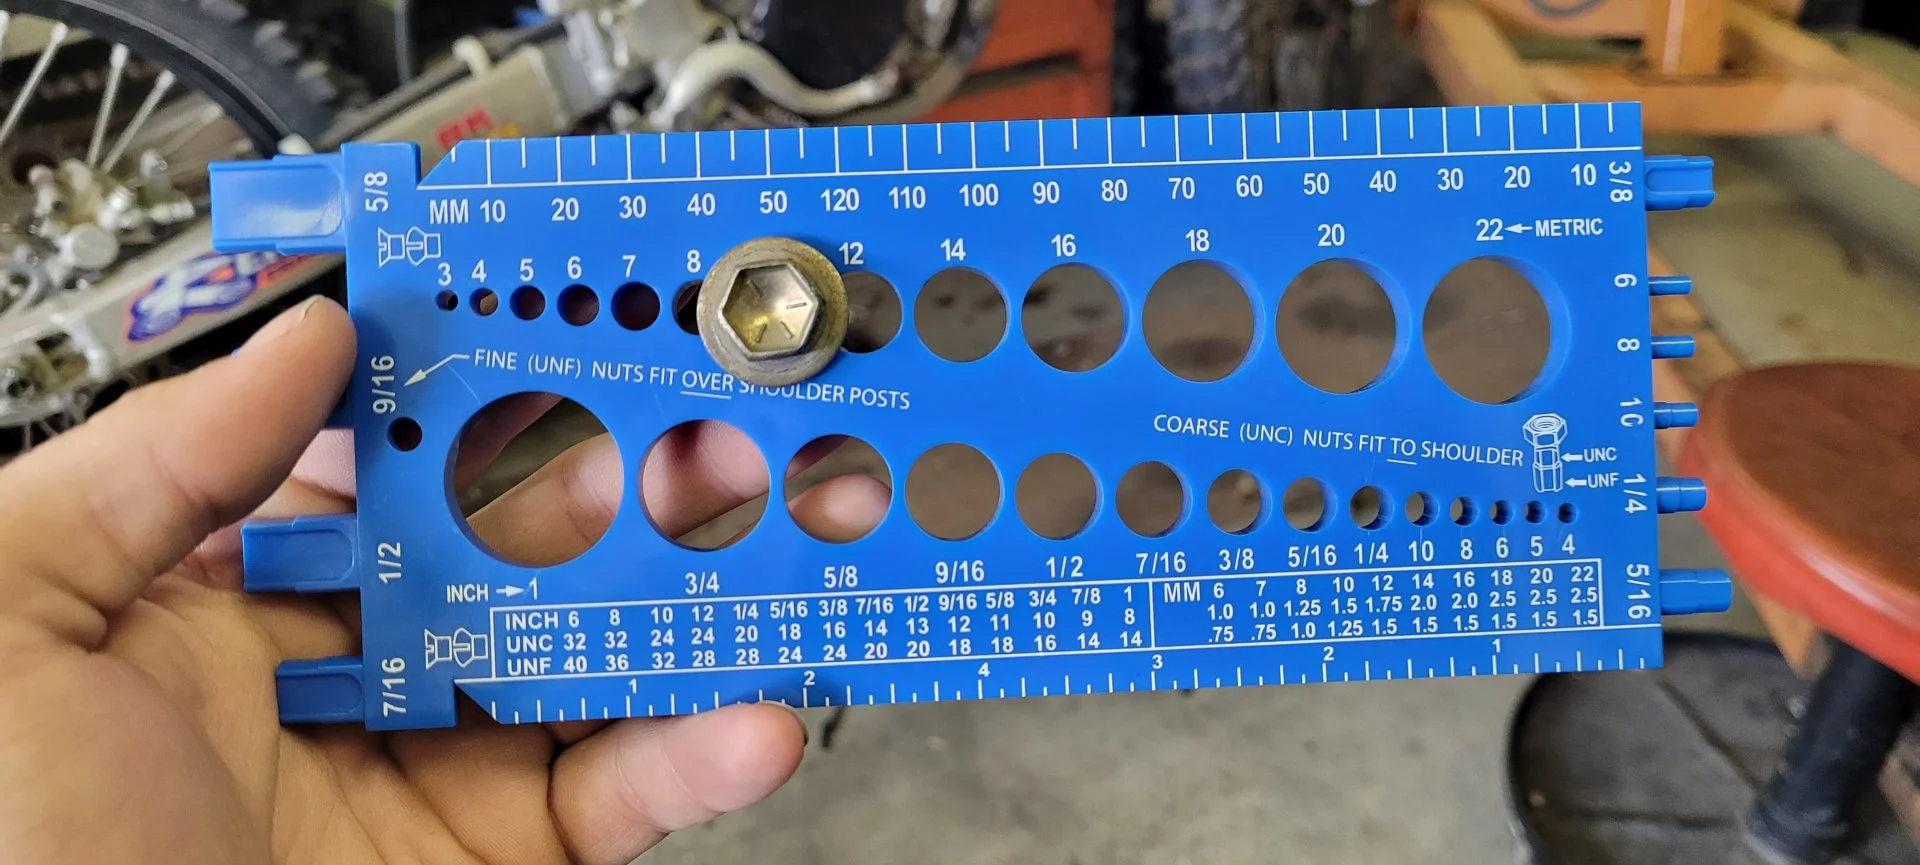 5/8
MM 10 20 30 40 50 120 110 100 90 80 70 60 50 40 30 20 10
3/8
3 4 5 6 7 8 12 14 16 18 20 22 METRIC
6
8
10
1/4
5/16
9/16
FINE (UNF) NUTS FIT OVER SHOULDER POSTS
COARSE (UNC) NUTS FIT TO SHOULDER
UNC
UNF
1/2
INCH 1 3/4 5/8 9/16 1/2 7/16 3/8 5/16 1/4 10 8 6 5 4
7/16
INCH 6 8 10 12 1/4 5/16 3/8 7/16 1/2 9/16 5/8 3/4 7/8 1
UNC 32 32 24 24 20 18 16 14 13 12 11 10 9 8
UNF 40 36 32 28 28 24 24 20 20 18 18 16 14 14
MM 6 7 8 10 12 14 16 18 20 22
1.0 1.0 1.25 1.5 1.75 2.0 2.0 2.5 2.5 2.5
.75 .75 1.0 1.25 1.5 1.5 1.5 1.5 1.5 1.5
1 2 4 3 2 1